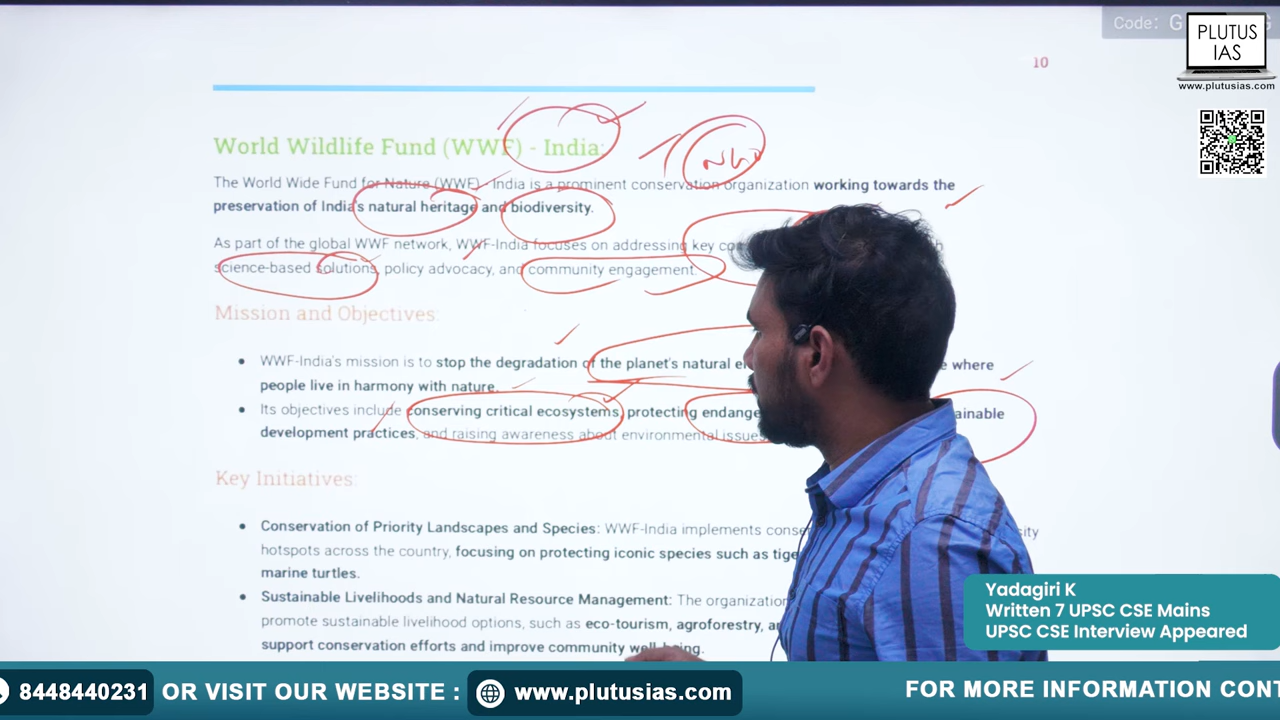 Code: G
PLUTUS
IAS
www.plutusias.com
10
World Wildlife Fund (WWF) - India:
NGO
The World Wide Fund for Nature (WWF) - India is a prominent conservation organization working towards the
preservation of India's natural heritage and biodiversity.
As part of the global WWF network, WWF-India focuses on addressing key
science-based solutions, policy advocacy, and community engagement.
Mission and Objectives:
WWF-India's mission is to stop the degradation of the planet's natural where
people live in harmony with nature.
Its objectives include conserving critical ecosystems, protecting
development practices, and raising awareness about environmental issues
Key Initiatives:
Conservation of Priority Landscapes and Species: WWF-India implements
hotspots across the country, focusing on protecting iconic species such as
marine turtles.
Sustainable Livelihoods and Natural Resource Management: The organization
promote sustainable livelihood options, such as eco-tourism, agroforestry,
support conservation efforts and improve community well-being.
Yadagiri K
Written 7 UPSC CSE Mains
UPSC CSE Interview Appeared
8448440231 OR VISIT OUR WEBSITE : www.plutusias.com FOR MORE INFORMATION CONT